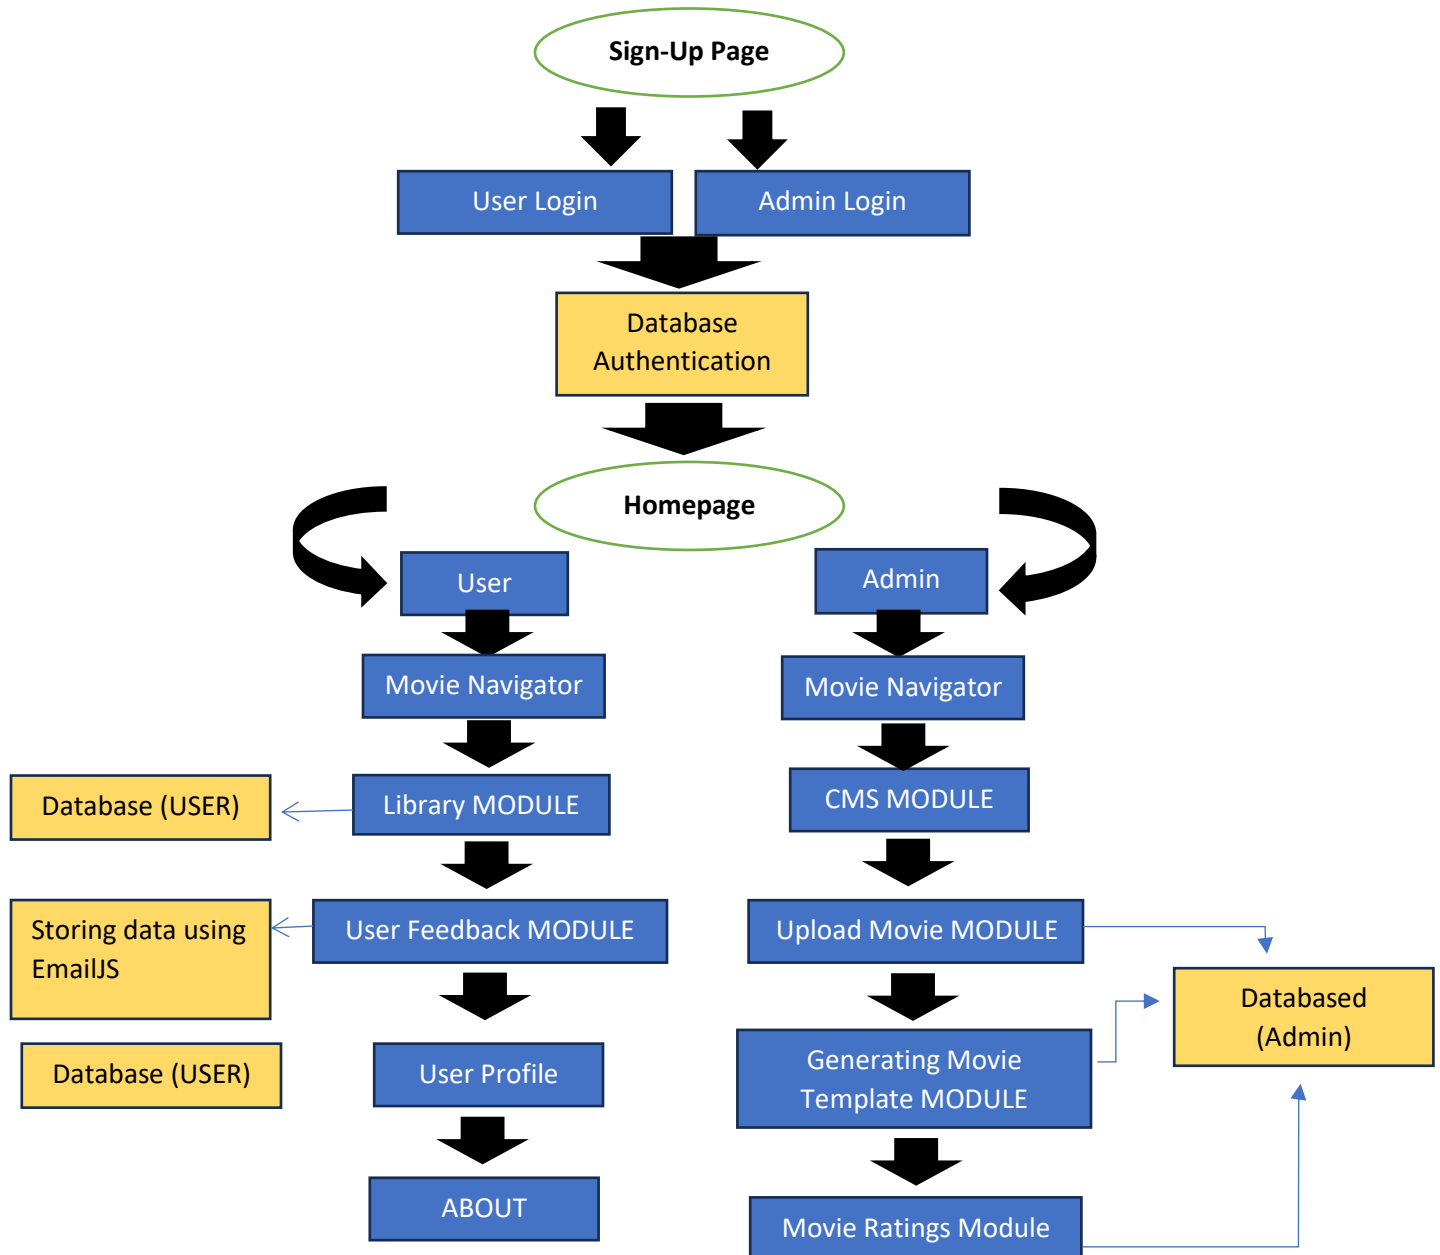 Sign-Up Page
User Login
Admin Login
Database
Authentication
Homepage
User
Admin
Movie Navigator
Movie Navigator
Database (USER)
Library MODULE
CMS MODULE
Storing data using
EmailJS
User Feedback MODULE
Upload Movie MODULE
Databased
(Admin)
Database (USER)
User Profile
Generating Movie
Template MODULE
ABOUT
Movie Ratings Module